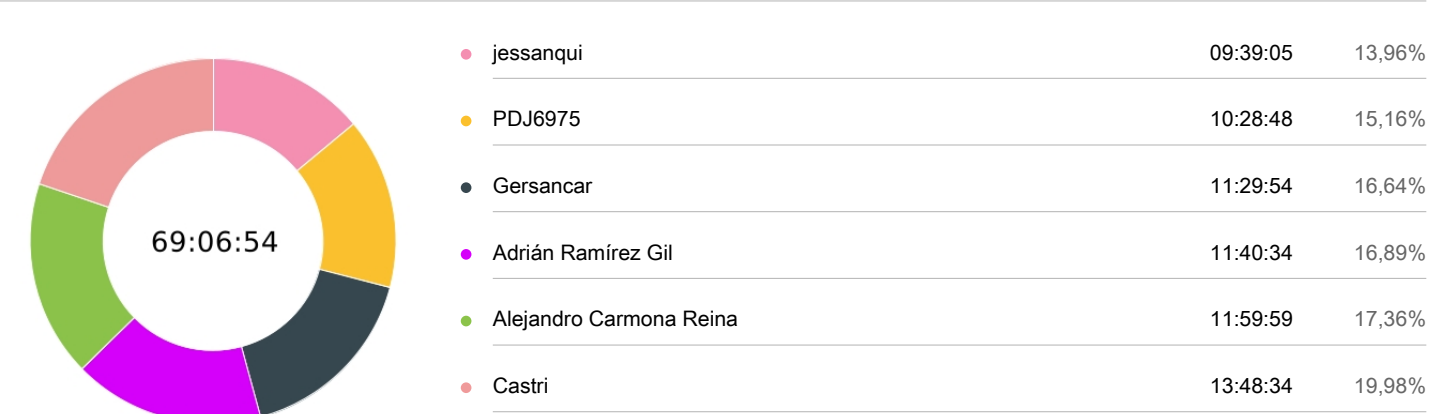 jessanqui 09:39:05 13,96%
PDJ6975 10:28:48 15,16%
Gersancar 11:29:54 16,64%
69:06:54
Adrián Ramírez Gil 11:40:34 16,89%
Alejandro Carmona Reina 11:59:59 17,36%
Castri 13:48:34 19,98%